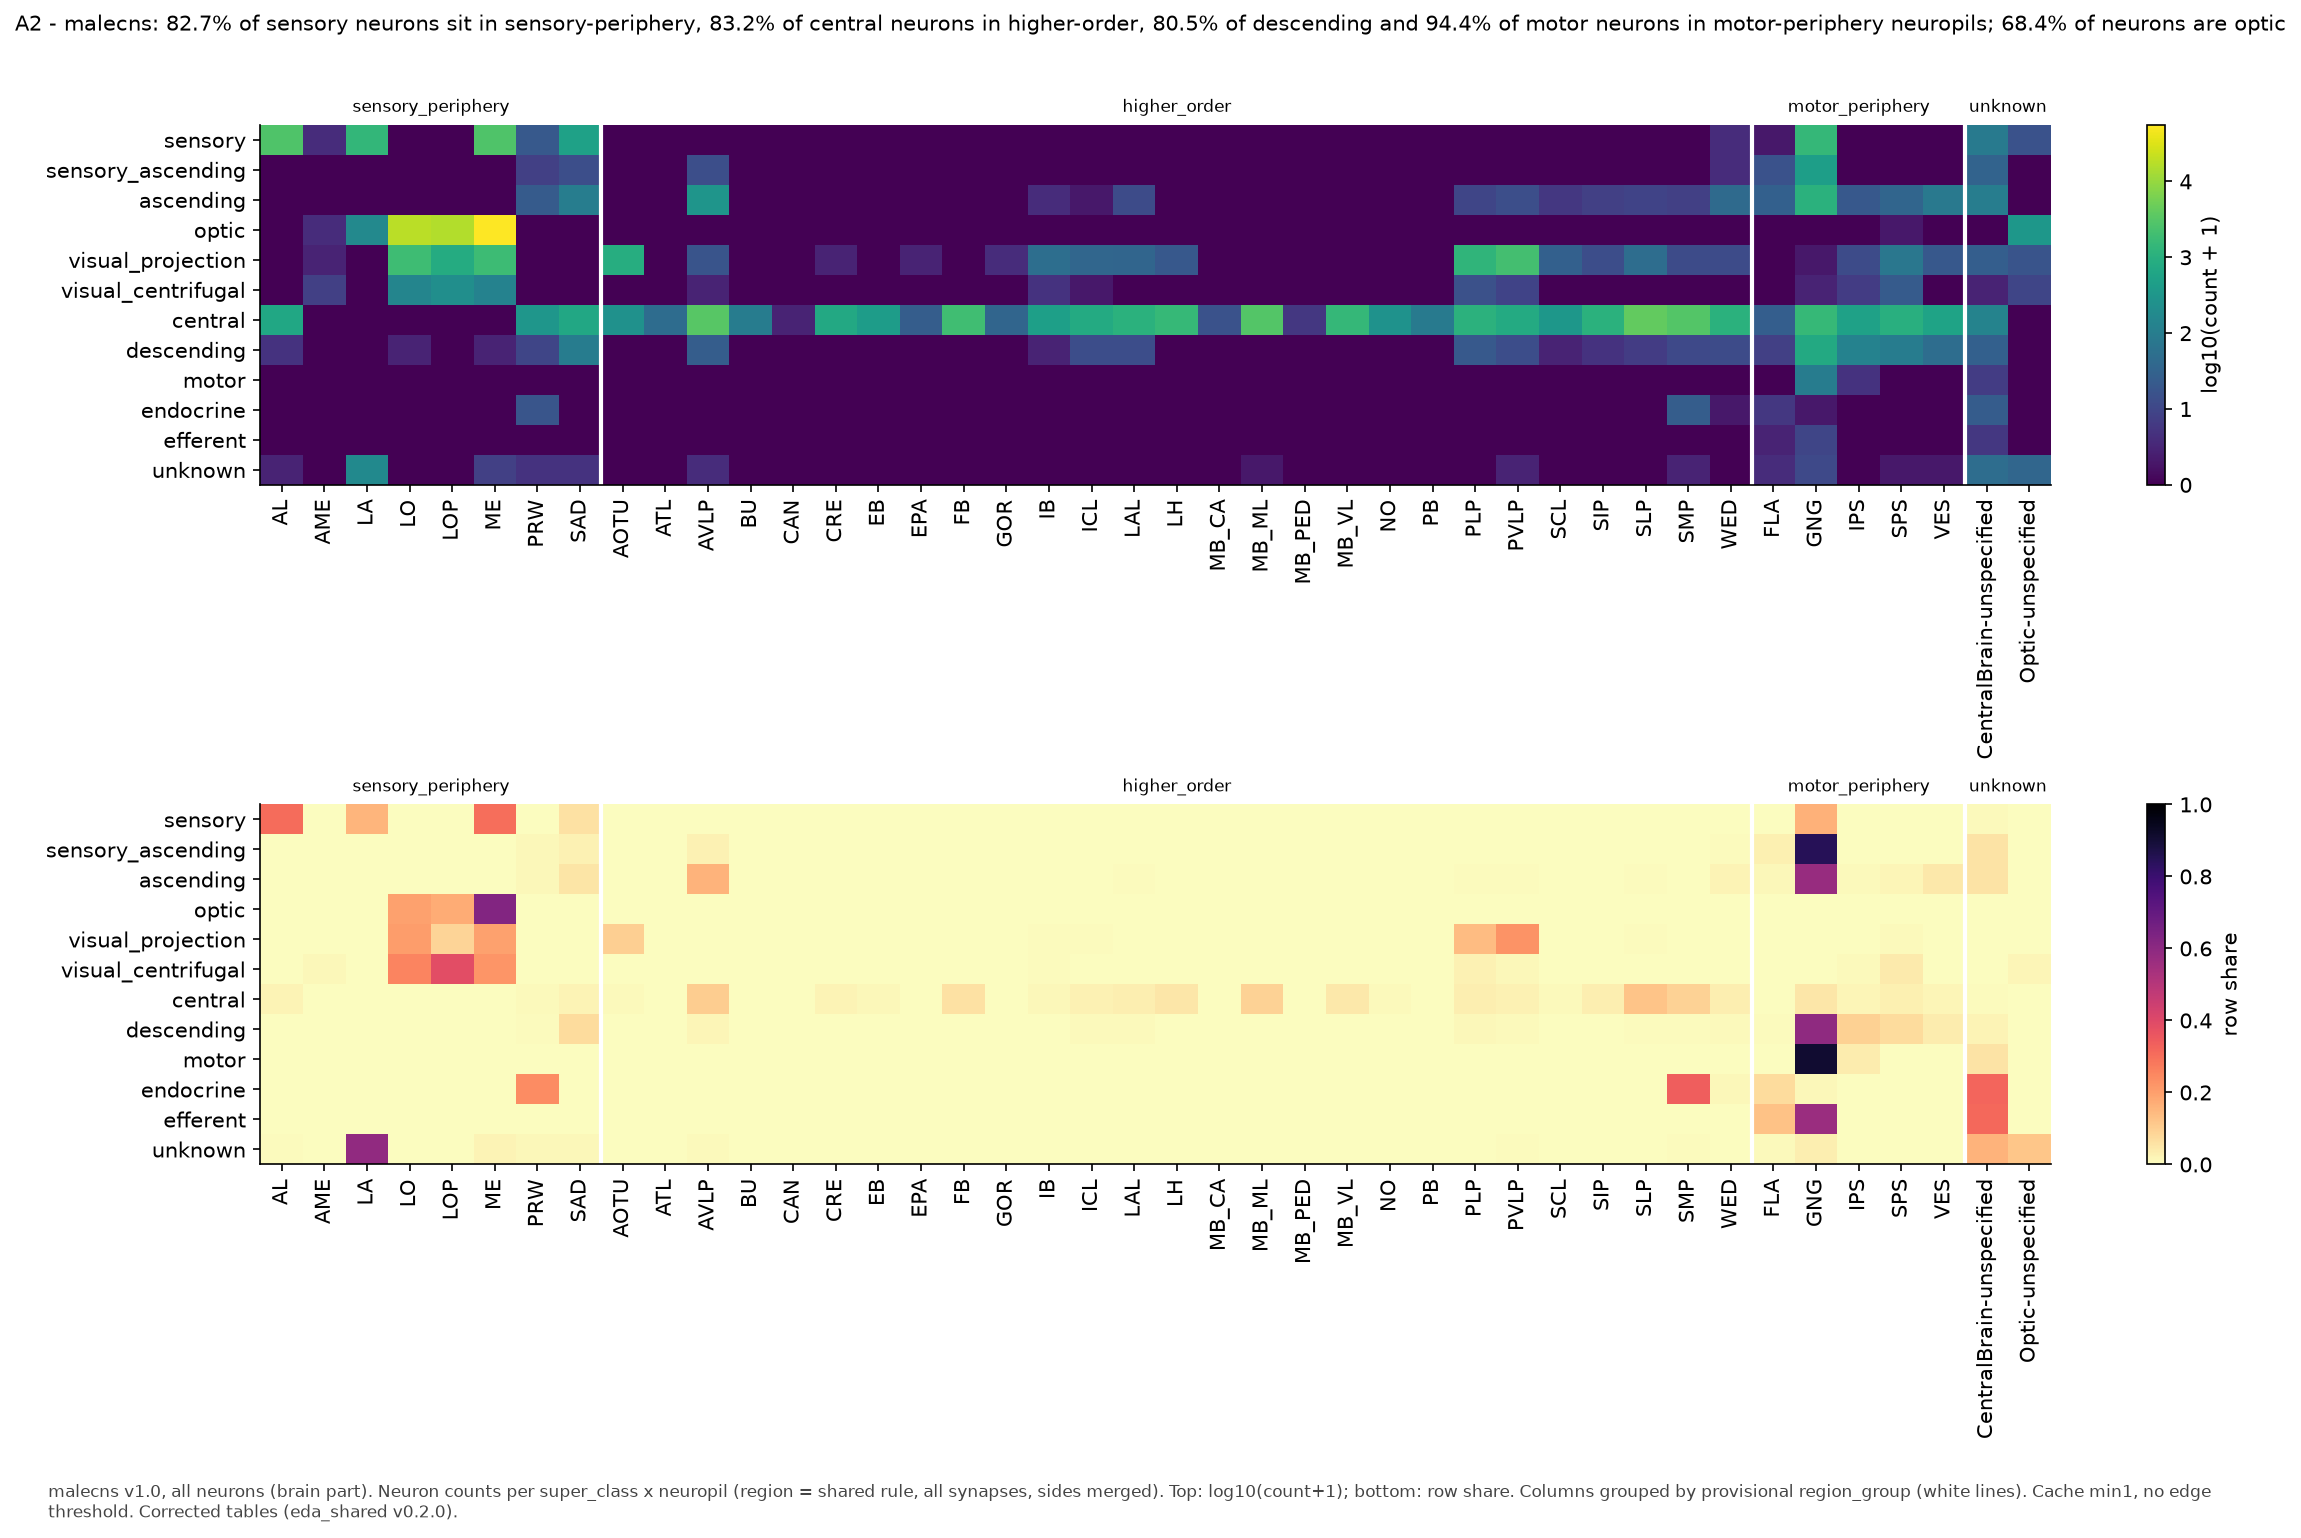 A2 - malecns: 82.7% of sensory neurons sit in sensory-periphery, 83.2% of central neurons in higher-order, 80.5% of descending and 94.4% of motor neurons in motor-periphery neuropils; 68.4% of neurons are optic
sensory_periphery higher_order motor_periphery unknown
sensory
sensory_ascending
ascending
optic
visual_projection
visual_centrifugal
central
descending
motor
endocrine
efferent
unknown
AL AME LA LO LOP ME PRW SAD AOTU ATL AVLP BU CAN CRE EB EPA FB GOR IB ICL LAL LH MB_CA MB_ML MB_PED MB_VL NO PB PLP PVLP SCL SIP SLP SMP WED FLA GNG IPS SPS VES CentralBrain-unspecified Optic-unspecified
4
3
2
1
0
log10(count + 1)
sensory_periphery higher_order motor_periphery unknown
sensory
sensory_ascending
ascending
optic
visual_projection
visual_centrifugal
central
descending
motor
endocrine
efferent
unknown
AL AME LA LO LOP ME PRW SAD AOTU ATL AVLP BU CAN CRE EB EPA FB GOR IB ICL LAL LH MB_CA MB_ML MB_PED MB_VL NO PB PLP PVLP SCL SIP SLP SMP WED FLA GNG IPS SPS VES CentralBrain-unspecified Optic-unspecified
1.0
0.8
0.6
0.4
0.2
0.0
row share
malecns v1.0, all neurons (brain part). Neuron counts per super_class x neuropil (region = shared rule, all synapses, sides merged). Top: log10(count+1); bottom: row share. Columns grouped by provisional region_group (white lines). Cache min1, no edge
threshold. Corrected tables (eda_shared v0.2.0).